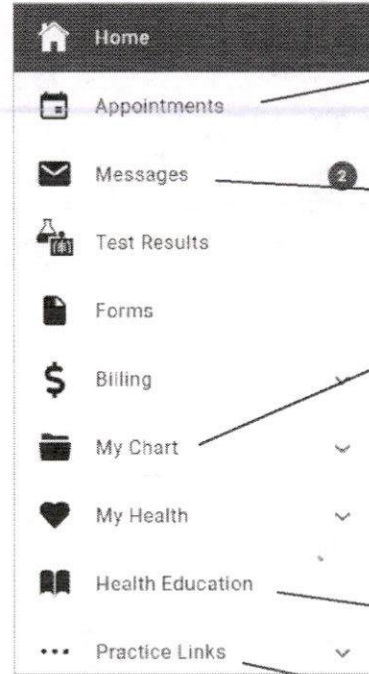 Home
Appointments
Messages 2
Test Results
Forms
Billing
My Chart
My Health
Health Education
Practice Links